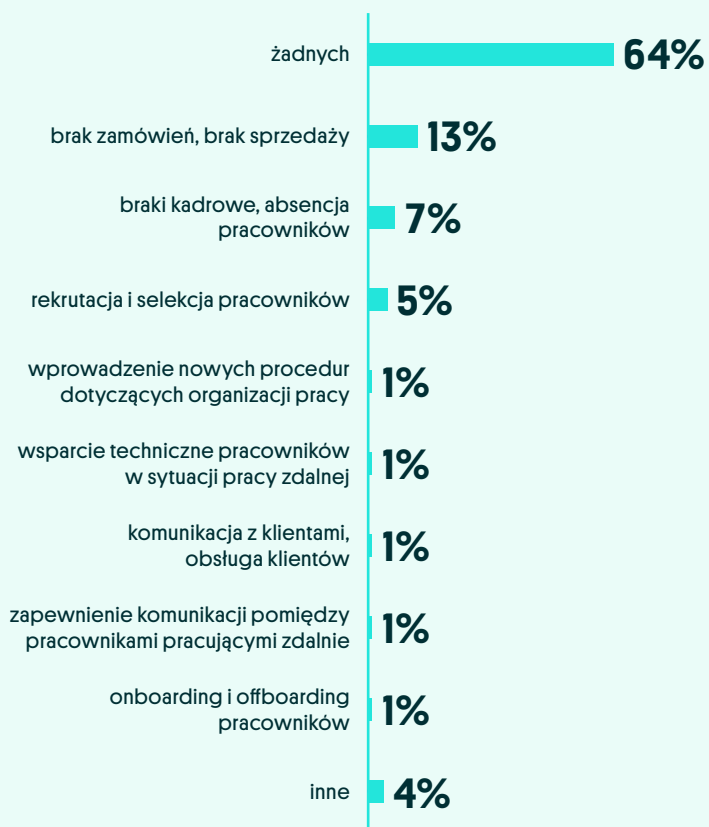 żadnych
64%
brak zamówień, brak sprzedaży
13%
braki kadrowe, absencja
pracowników
7%
rekrutacja i selekcja pracowników
5%
wprowadzenie nowych procedur
dotyczących organizacji pracy
1%
wsparcie techniczne pracowników
w sytuacji pracy zdalnej
1%
komunikacja z klientami,
obsługa klientów
1%
zapewnienie komunikacji pomiędzy
pracownikami pracującymi zdalnie
1%
onboarding i offboarding
pracowników
1%
inne
4%